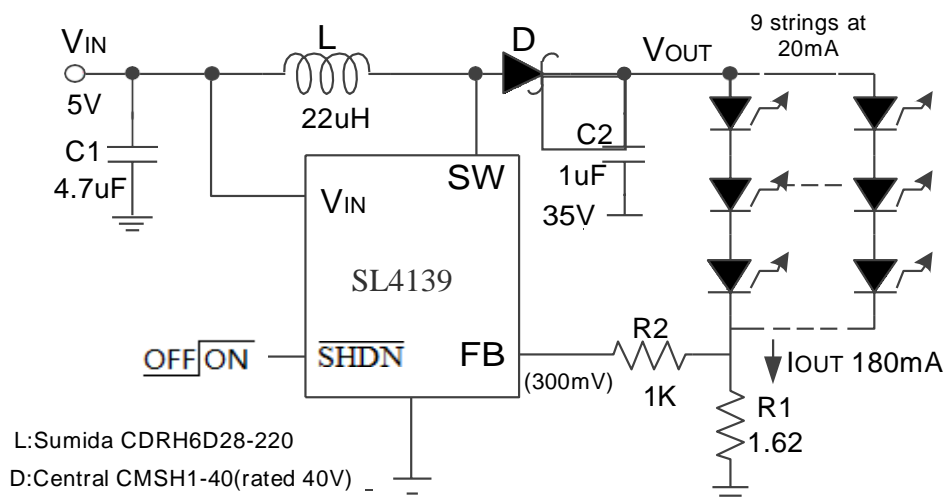 VIN
5V
C1
4.7uF
L
22uH
D
VOUT
9 strings at
20mA
C2
1uF
35V
VIN
SW
SL4139
OFF ON
SHDN
FB
(300mV)
R2
1K
IOUT 180mA
R1
1.62
L:Sumida CDRH6D28-220
D:Central CMSH1-40(rated 40V)